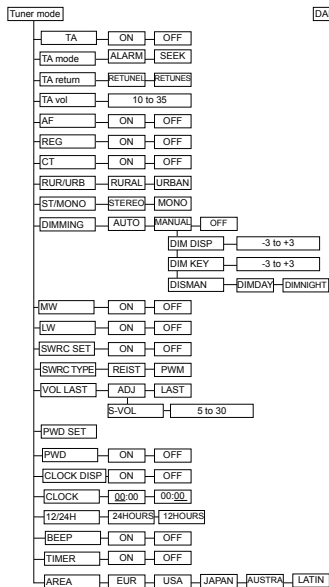 Tuner mode DA
TA ON OFF
TA mode ALARM SEEK
TA return RETUNEL RETUNES
TA vol 10 to 35
AF ON OFF
REG ON OFF
CT ON OFF
RUR/URB RURAL URBAN
ST/MONO STEREO MONO
DIMMING AUTO MANUAL OFF
DIM DISP -3 to +3
DIM KEY -3 to +3
DISMAN DIMDAY DIMNIGHT
MW ON OFF
LW ON OFF
SWRC SET ON OFF
SWRC TYPE REIST PWM
VOL LAST ADJ LAST
S-VOL 5 to 30
PWD SET
PWD ON OFF
CLOCK DISP ON OFF
CLOCK 00:00 00:00
12/24H 24HOURS 12HOURS
BEEP ON OFF
TIMER ON OFF
AREA EUR USA JAPAN AUSTRA LATIN